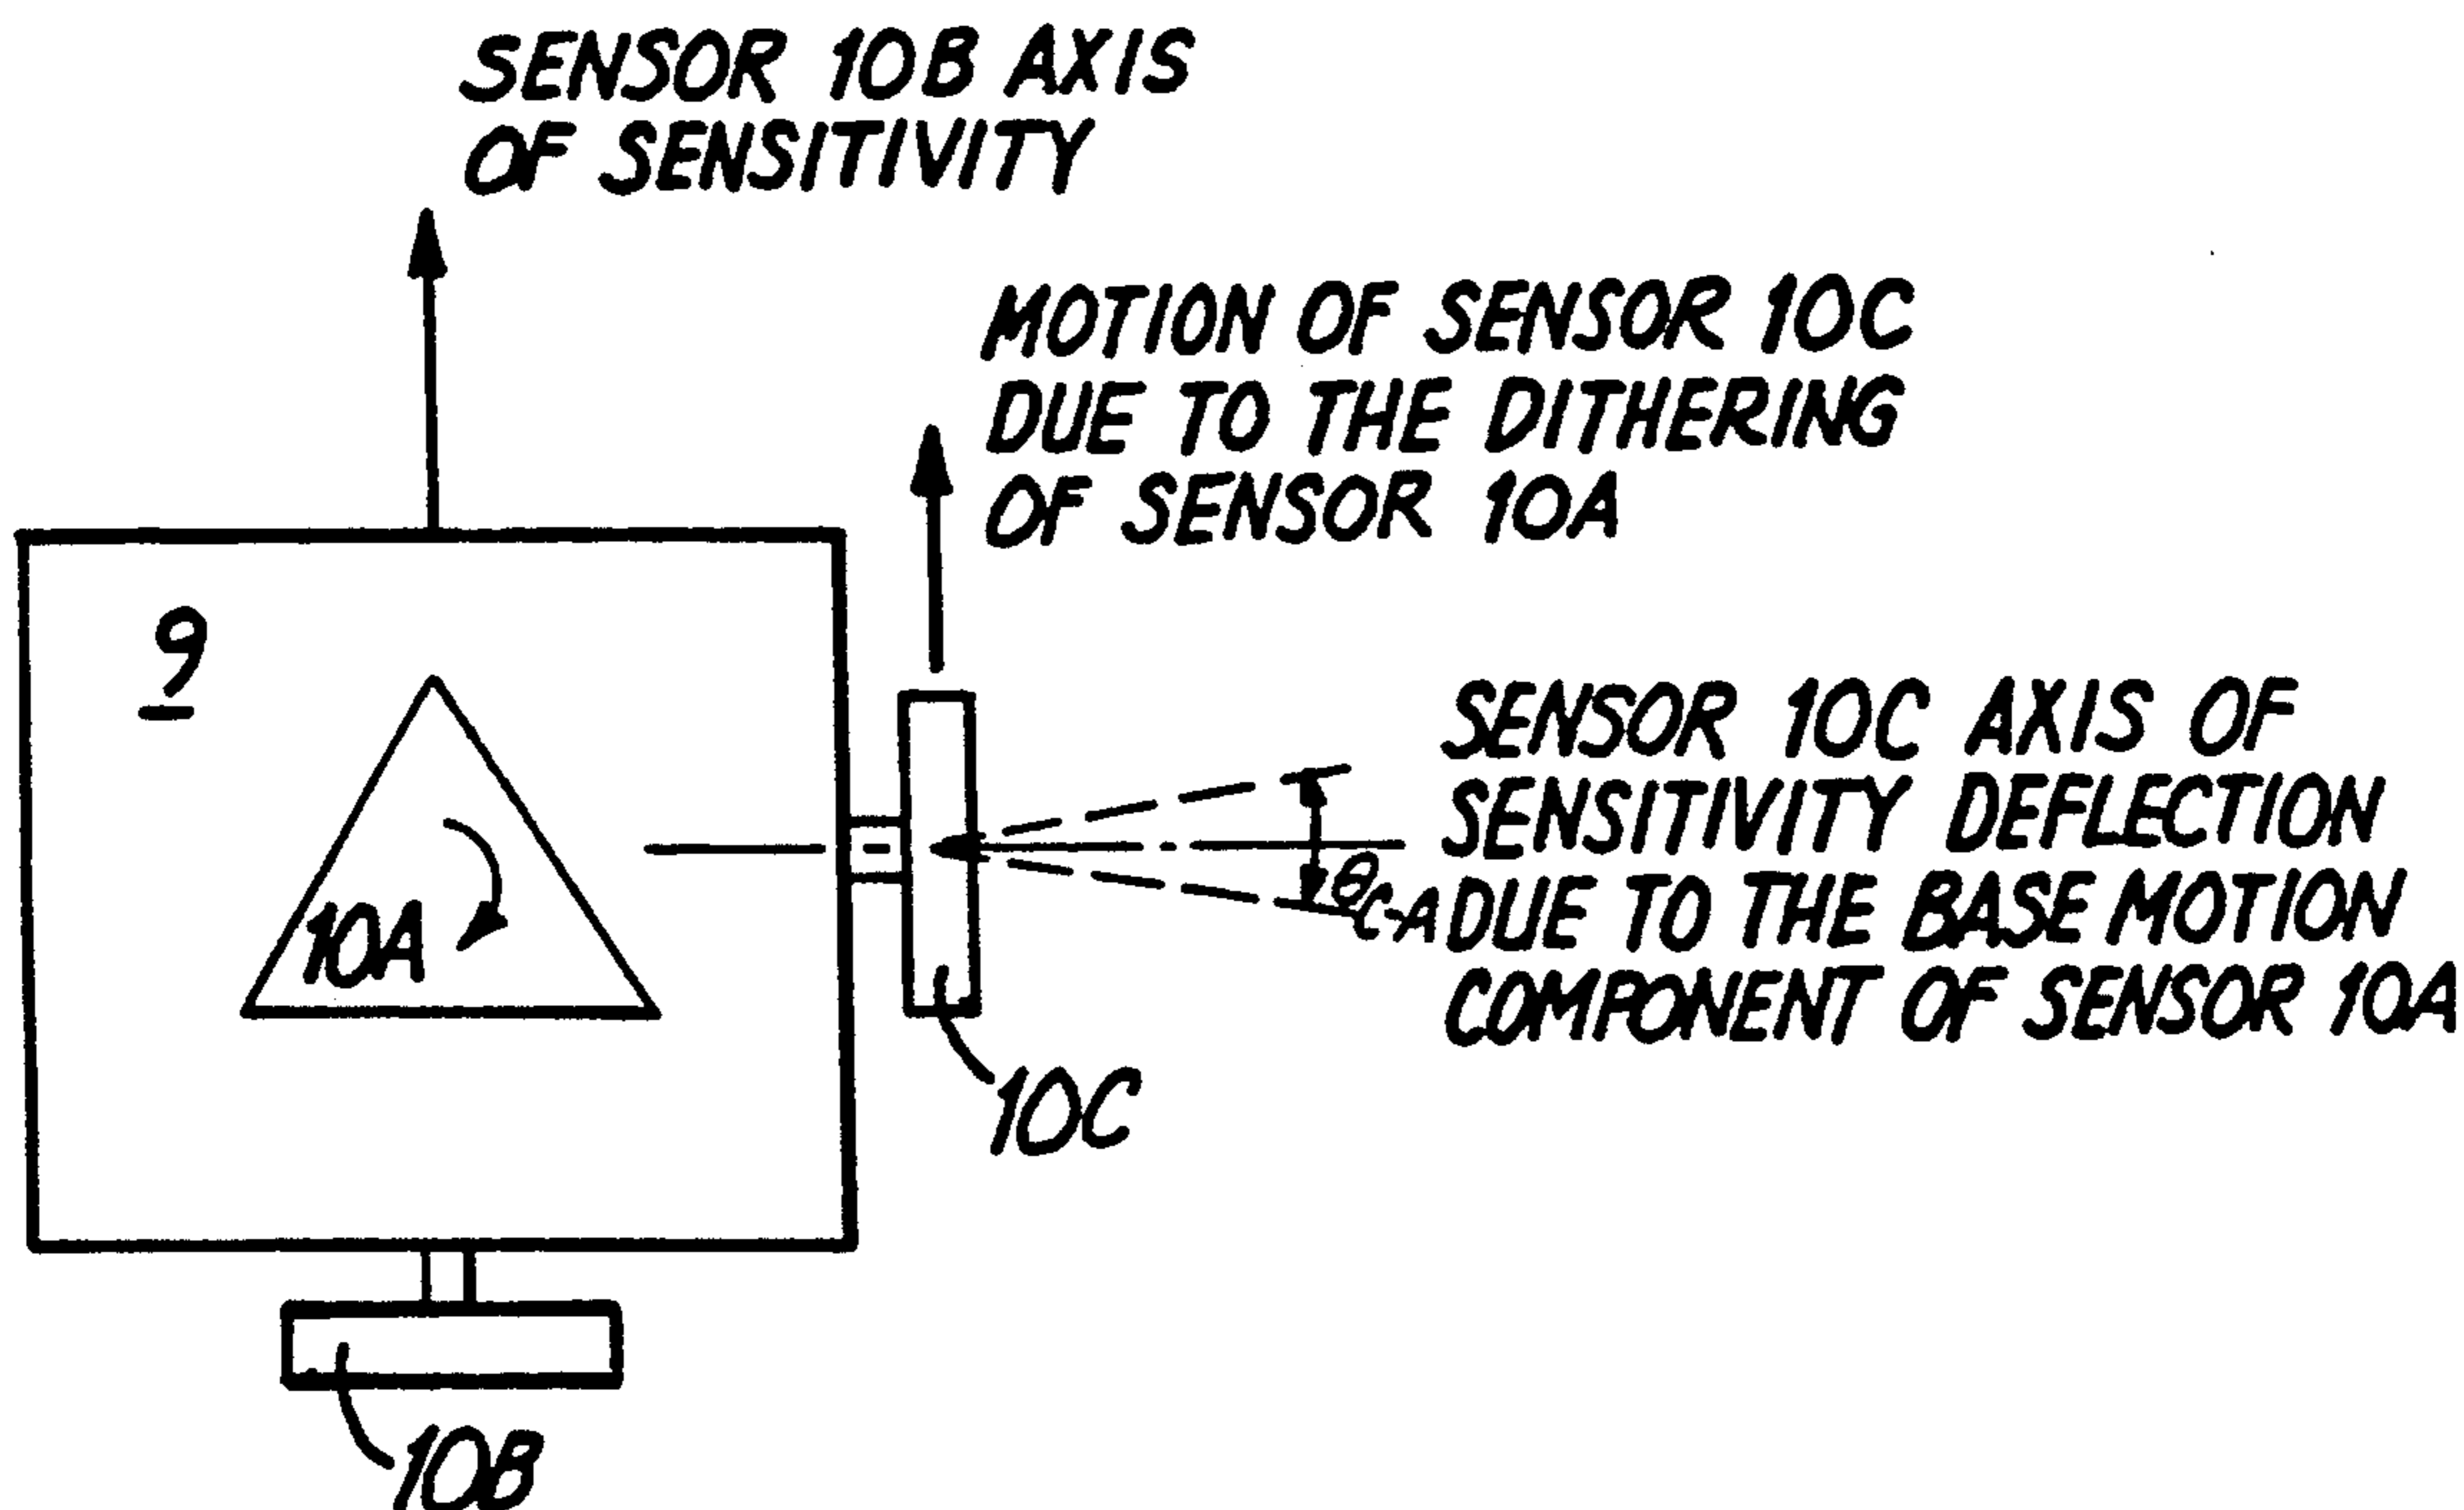 SENSOR 10B AXIS
OF SENSITIVITY
MOTION OF SENSOR 10C
DUE TO THE DITHERING
OF SENSOR 10A
9
10A
SENSOR 10C AXIS OF
SENSITIVITY DEFLECTION
DUE TO THE BASE MOTION
COMPONENT OF SENSOR 10A
θC-A
10C
10B